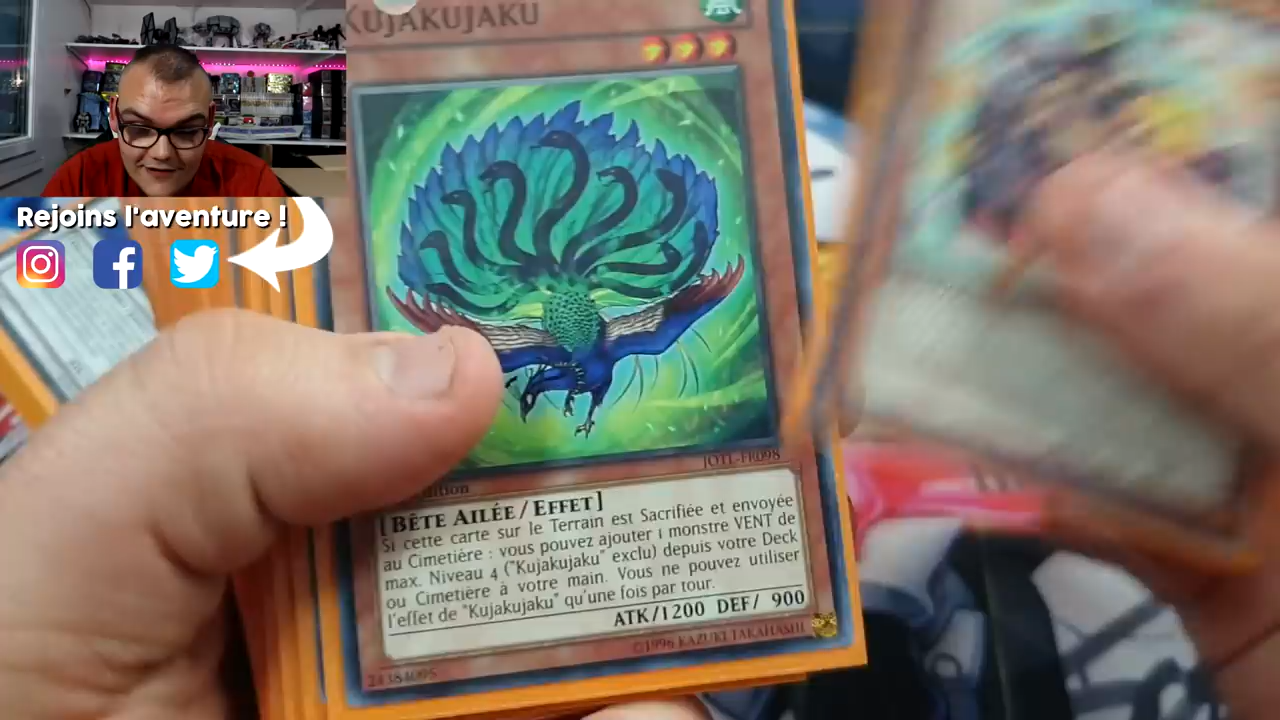 KUJAKUJAKU
Rejoins l'aventure !
JOTL-FR098
[BÊTE AILÉE / EFFET]
Si cette carte sur le Terrain est Sacrifiée et envoyée
au Cimetière : vous pouvez ajouter 1 monstre VENT de
max. Niveau 4 ("Kujakujaku" exclu) depuis votre Deck
ou Cimetière à votre main. Vous ne pouvez utiliser
l'effet de "Kujakujaku" qu'une fois par tour.
ATK/1200 DEF/ 900
©1996 KAZUKI TAKAHASHI